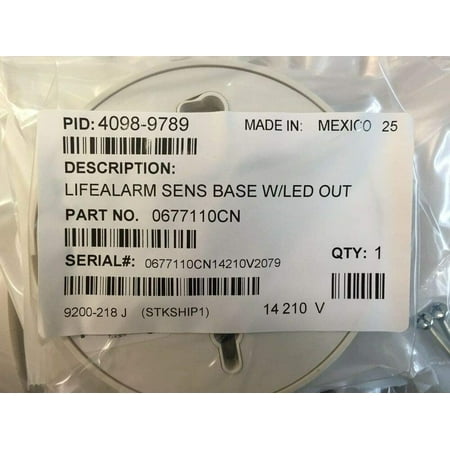 PID: 4098-9789 MADE IN: MEXICO 25
DESCRIPTION:
LIFEALARM SENS BASE W/LED OUT
PART NO. 0677110CN
SERIAL#: 0677110CN14210V2079 QTY: 1
9200-218 J (STKSHIP1) 14 210 V